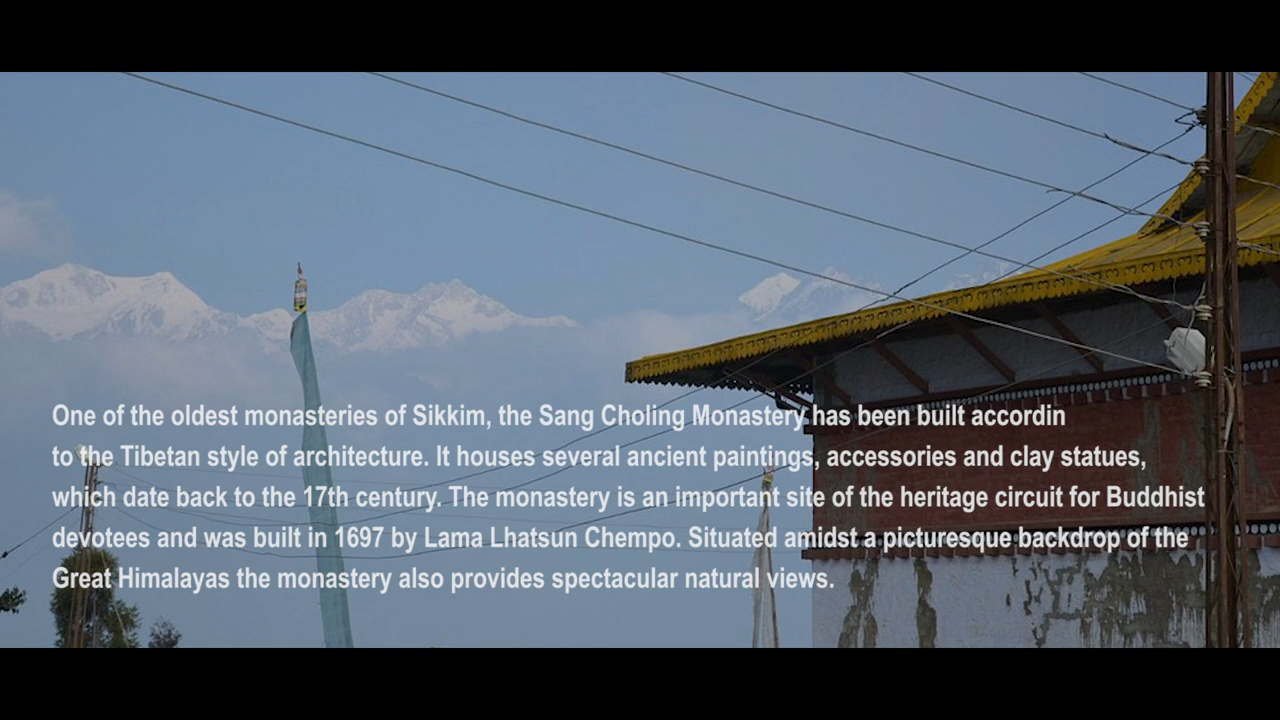 One of the oldest monasteries of Sikkim, the Sang Choling Monastery has been built accordin
to the Tibetan style of architecture. It houses several ancient paintings, accessories and clay statues,
which date back to the 17th century. The monastery is an important site of the heritage circuit for Buddhist
devotees and was built in 1697 by Lama Lhatsun Chempo. Situated amidst a picturesque backdrop of the
Great Himalayas the monastery also provides spectacular natural views.